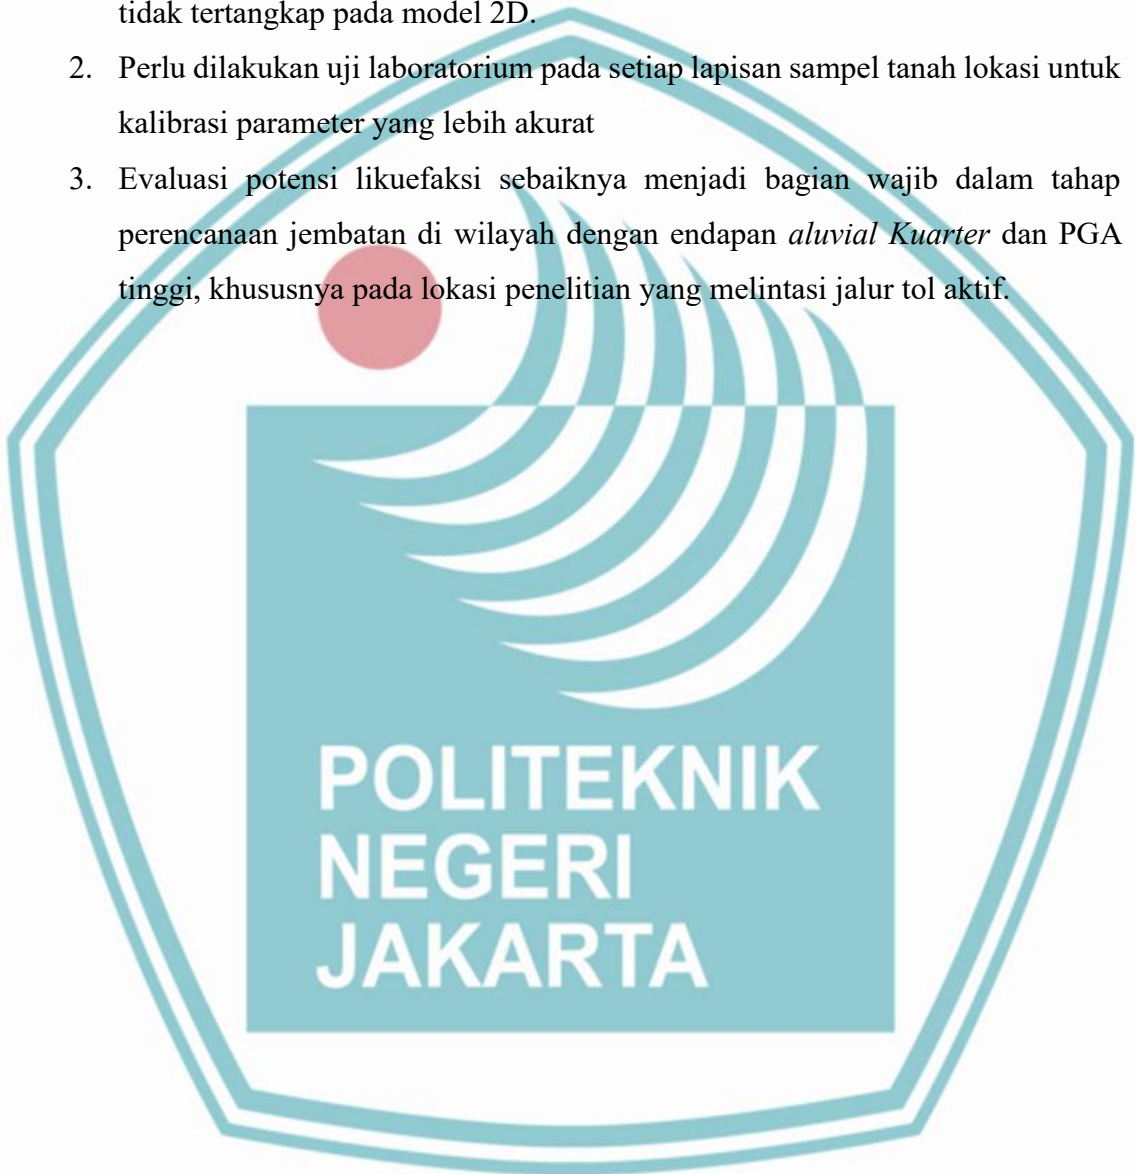 tidak tertangkap pada model 2D.
2. Perlu dilakukan uji laboratorium pada setiap lapisan sampel tanah lokasi untuk
kalibrasi parameter yang lebih akurat
3. Evaluasi potensi likuefaksi sebaiknya menjadi bagian wajib dalam tahap
perencanaan jembatan di wilayah dengan endapan aluvial Kuarter dan PGA
tinggi, khususnya pada lokasi penelitian yang melintasi jalur tol aktif.
POLITEKNIK
NEGERI
JAKARTA